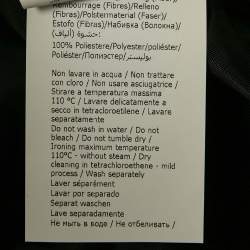 Rembourrage (Fibres)/Relleno
(Fibras)/Polstermaterial (Faser)/
Estofo (Fibras)/Набивка (Волокна)/
حشوة (ألياف):
100% Poliestere/Polyester/poliéster/
Poliéster/Полиэстер/بوليستر
Non lavare in acqua / Non trattare
con cloro / Non usare asciugatrice /
Stirare a temperatura massima
110 °C / Lavare delicatamente a
secco in tetracloroetilene / Lavare
separatamente
Do not wash in water / Do not
bleach / Do not tumble dry /
Ironing maximum temperature
110°C - without steam / Dry
cleaning in tetrachloroethene - mild
process / Wash separately
Laver séparément
Lavar por separado
Separat waschen
Lave separadamente
Не мыть в воде / Не отбеливать /